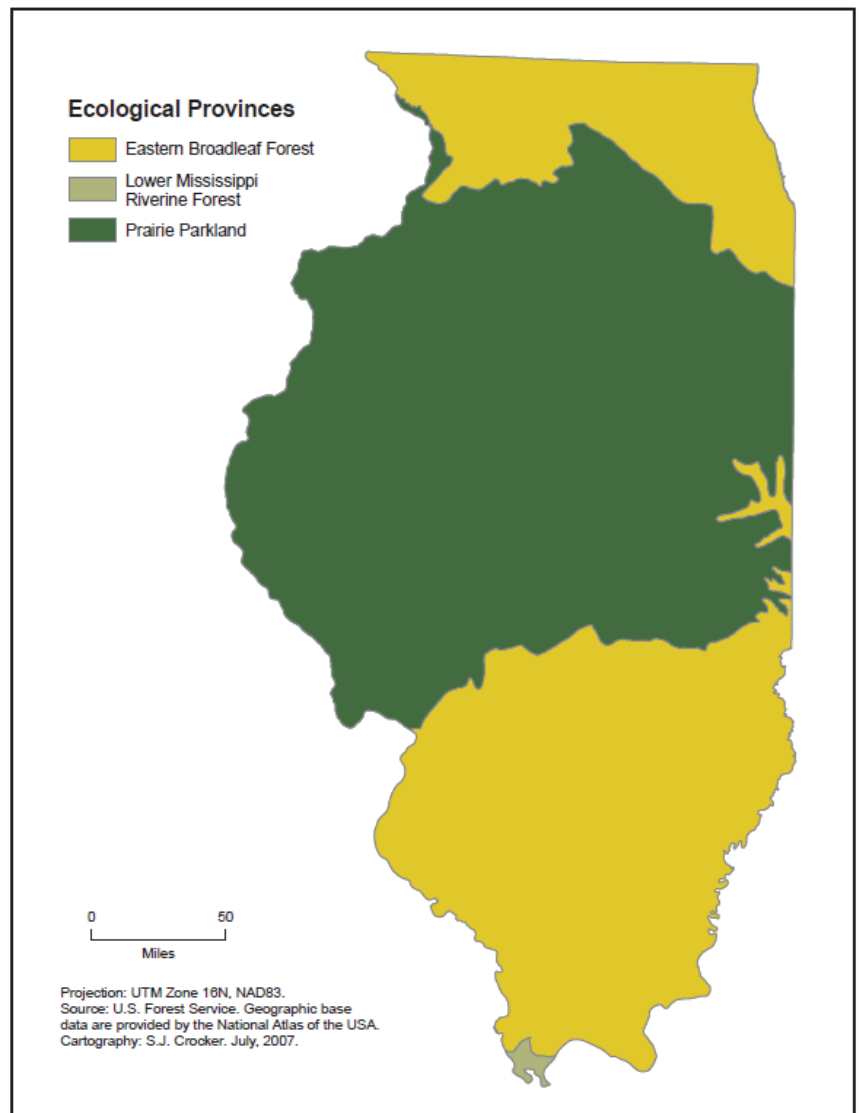 Ecological Provinces
Eastern Broadleaf Forest
Lower Mississippi
Riverine Forest
Prairie Parkland
0 50
Miles
Projection: UTM Zone 16N, NAD83.
Source: U.S. Forest Service. Geographic base
data are provided by the National Atlas of the USA.
Cartography: S.J. Crocker. July, 2007.